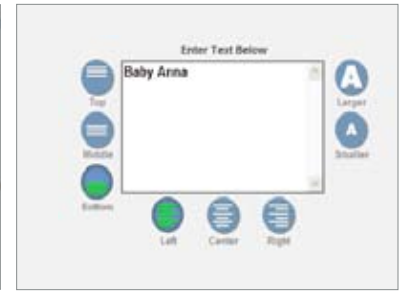 Enter Text Below
Baby Anna
Top
Middle
Bottom
A
Larger
A
Smaller
Left
Center
Right